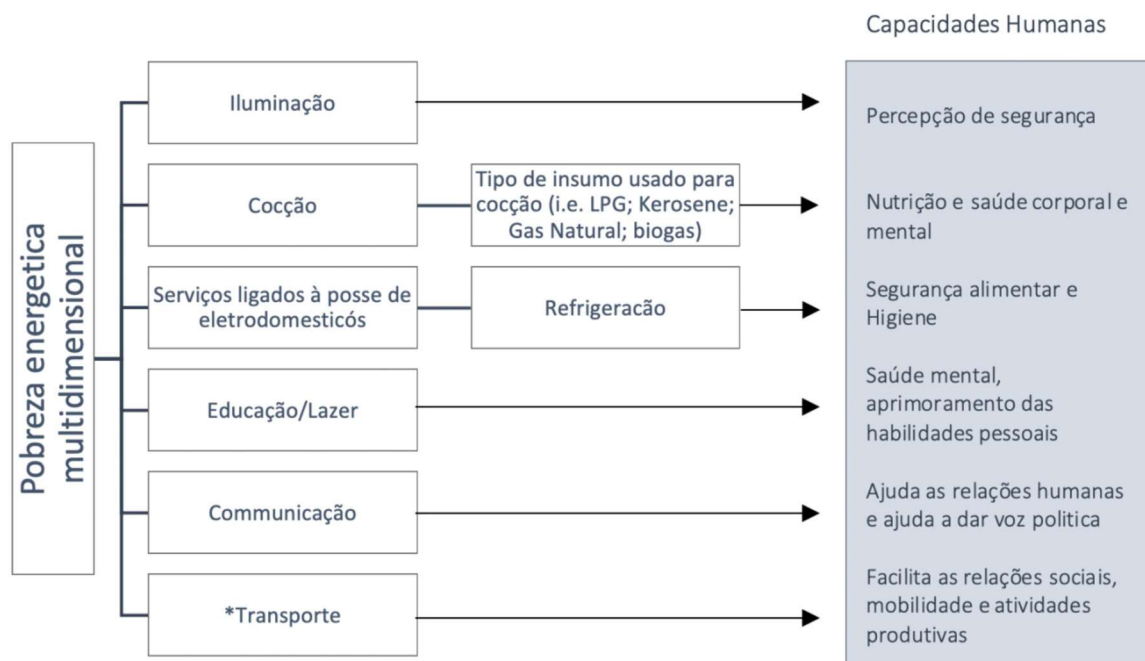 Capacidades Humanas
Pobreza energetica
multidimensional
Iluminação
Percepção de segurança
Cocção
Tipo de insumo usado para
cocção (i.e. LPG; Kerosene;
Gas Natural; biogas)
Nutrição e saúde corporal e
mental
Serviços ligados à posse de
eletrodomesticós
Refrigeracão
Segurança alimentar e
Higiene
Educação/Lazer
Saúde mental,
aprimoramento das
habilidades pessoais
Communicação
Ajuda as relações humanas
e ajuda a dar voz politica
*Transporte
Facilita as relações sociais,
mobilidade e atividades
produtivas